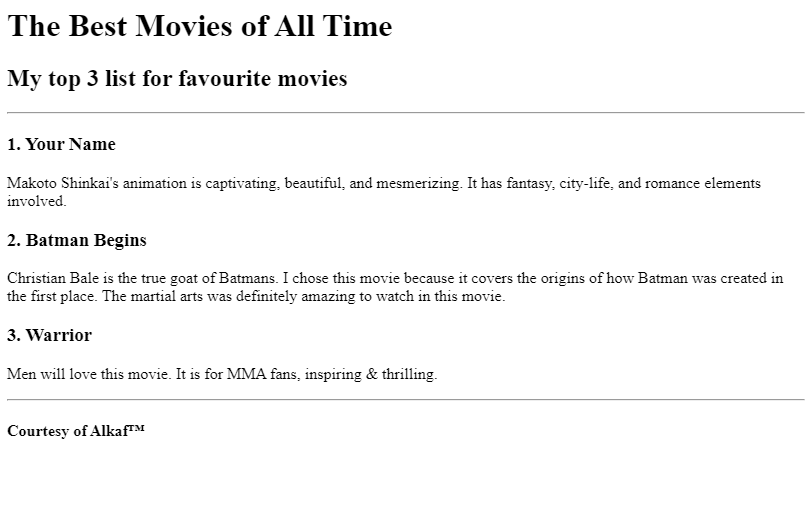 The Best Movies of All Time
My top 3 list for favourite movies
1. Your Name
Makoto Shinkai's animation is captivating, beautiful, and mesmerizing. It has fantasy, city-life, and romance elements
involved.
2. Batman Begins
Christian Bale is the true goat of Batmans. I chose this movie because it covers the origins of how Batman was created in
the first place. The martial arts was definitely amazing to watch in this movie.
3. Warrior
Men will love this movie. It is for MMA fans, inspiring & thrilling.
Courtesy of Alkaf™